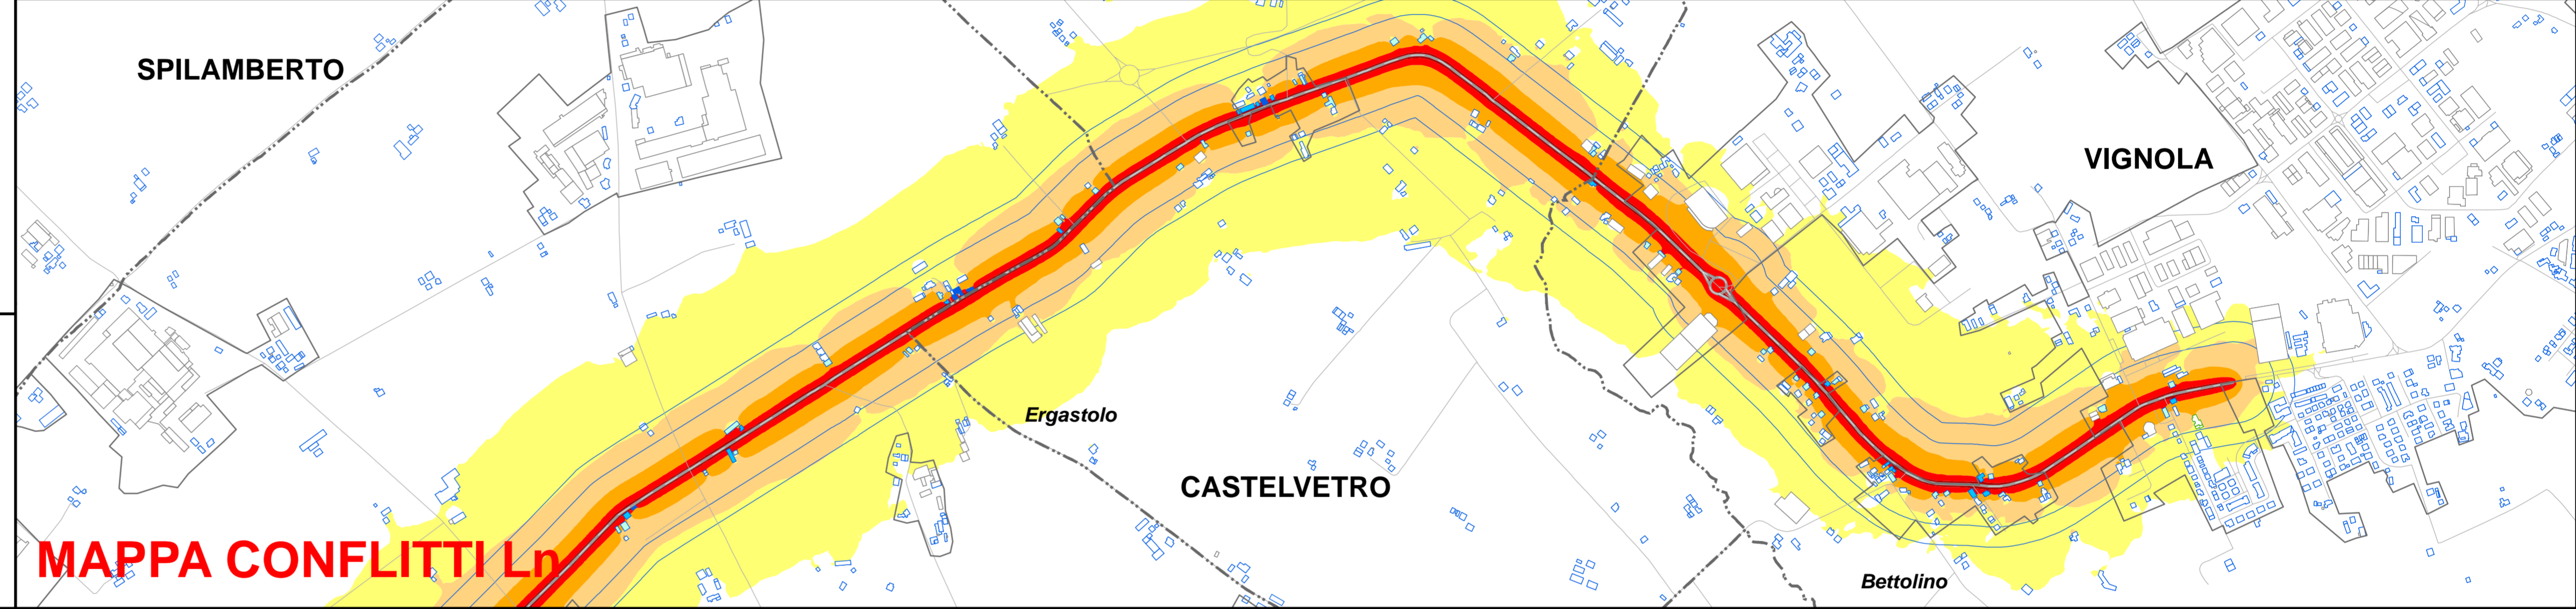 SPILAMBERTO
VIGNOLA
Ergastolo
CASTELVETRO
MAPPA CONFLITTI Ln
Bettolino